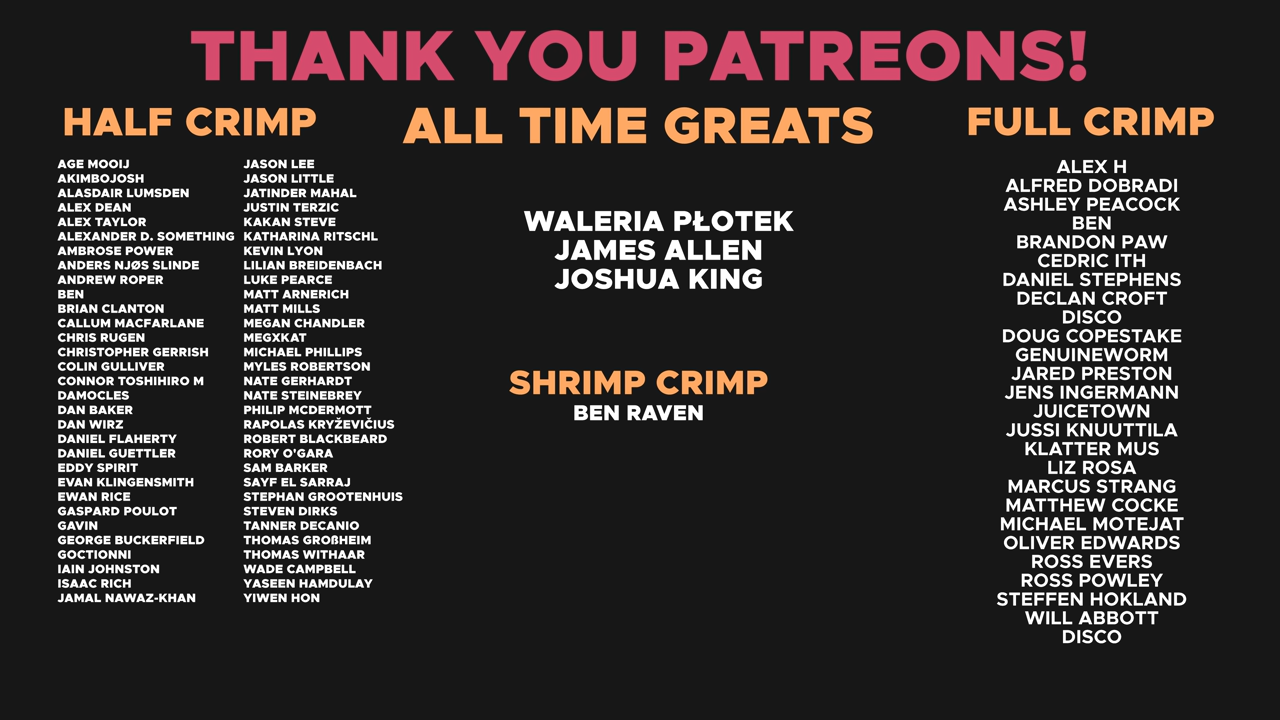 THANK YOU PATREONS!
HALF CRIMP
AGE MOOIJ
AKIMBOJOSH
ALASDAIR LUMSDEN
ALEX DEAN
ALEX TAYLOR
ALEXANDER D. SOMETHING
AMBROSE POWER
ANDERS NJØS SLINDE
ANDREW ROPER
BEN
BRIAN CLANTON
CALLUM MACFARLANE
CHRIS RUGEN
CHRISTOPHER GERRISH
COLIN GULLIVER
CONNOR TOSHIHIRO M
DAMOCLES
DAN BAKER
DAN WIRZ
DANIEL FLAHERTY
DANIEL GUETTLER
EDDY SPIRIT
EVAN KLINGENSMITH
EWAN RICE
GASPARD POULOT
GAVIN
GEORGE BUCKERFIELD
GOCTIONNI
IAIN JOHNSTON
ISAAC RICH
JAMAL NAWAZ-KHAN
JASON LEE
JASON LITTLE
JATINDER MAHAL
JUSTIN TERZIC
KAKAN STEVE
KATHARINA RITSCHL
KEVIN LYON
LILIAN BREIDENBACH
LUKE PEARCE
MATT ARNERICH
MATT MILLS
MEGAN CHANDLER
MEGXKAT
MICHAEL PHILLIPS
MYLES ROBERTSON
NATE GERHARDT
NATE STEINEBREY
PHILIP MCDERMOTT
RAPOLAS KRYŽEVIČIUS
ROBERT BLACKBEARD
RORY O'GARA
SAM BARKER
SAYF EL SARRAJ
STEPHAN GROOTENHUIS
STEVEN DIRKS
TANNER DECANIO
THOMAS GROßHEIM
THOMAS WITHAAR
WADE CAMPBELL
YASEEN HAMDULAY
YIWEN HON
ALL TIME GREATS
WALERIA PŁOTEK
JAMES ALLEN
JOSHUA KING
SHRIMP CRIMP
BEN RAVEN
FULL CRIMP
ALEX H
ALFRED DOBRADI
ASHLEY PEACOCK
BEN
BRANDON PAW
CEDRIC ITH
DANIEL STEPHENS
DECLAN CROFT
DISCO
DOUG COPESTAKE
GENUINEWORM
JARED PRESTON
JENS INGERMANN
JUICETOWN
JUSSI KNUUTTILA
KLATTER MUS
LIZ ROSA
MARCUS STRANG
MATTHEW COCKE
MICHAEL MOTEJAT
OLIVER EDWARDS
ROSS EVERS
ROSS POWLEY
STEFFEN HOKLAND
WILL ABBOTT
DISCO